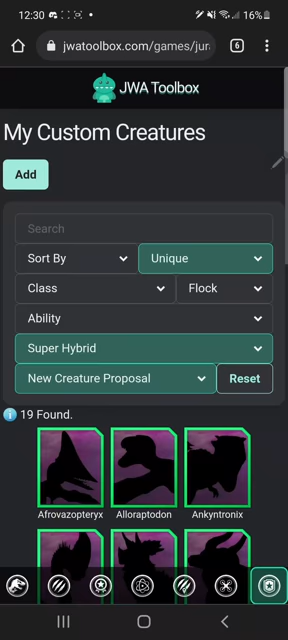 12:30 16%
jwatoolbox.com/games/jura 6
JWA Toolbox
My Custom Creatures
Add
Search
Sort By Unique
Class Flock
Ability
Super Hybrid
New Creature Proposal Reset
19 Found.
Afrovazopteryx Alloraptodon Ankyntronix